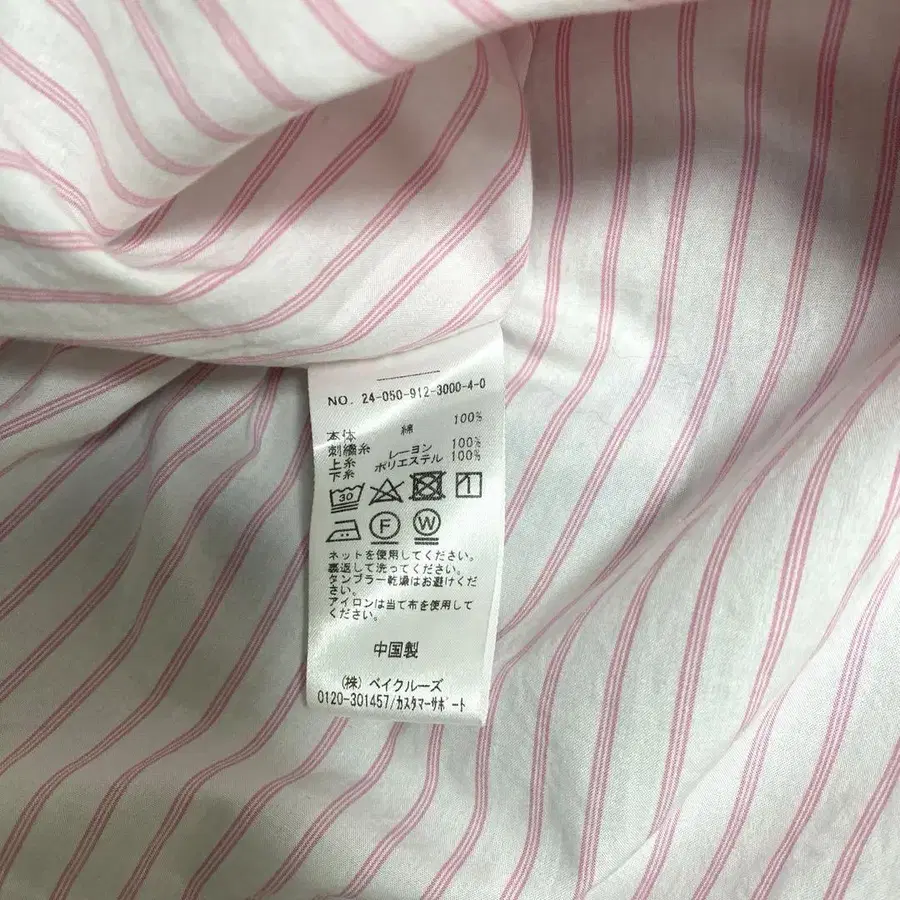 NO. 24-050-912-3000-4-0
本体 綿 100%
刺繍糸
上糸 レーヨン 100%
下糸 ポリエステル 100%
30
F W
ネットを使用してください。
裏返して洗ってください。
タンブラー乾燥はお避けくだ
さい。
アイロンは当て布を使用して
ください。
中国製
(株) ベイクルーズ
0120-301457/カスタマーサポート